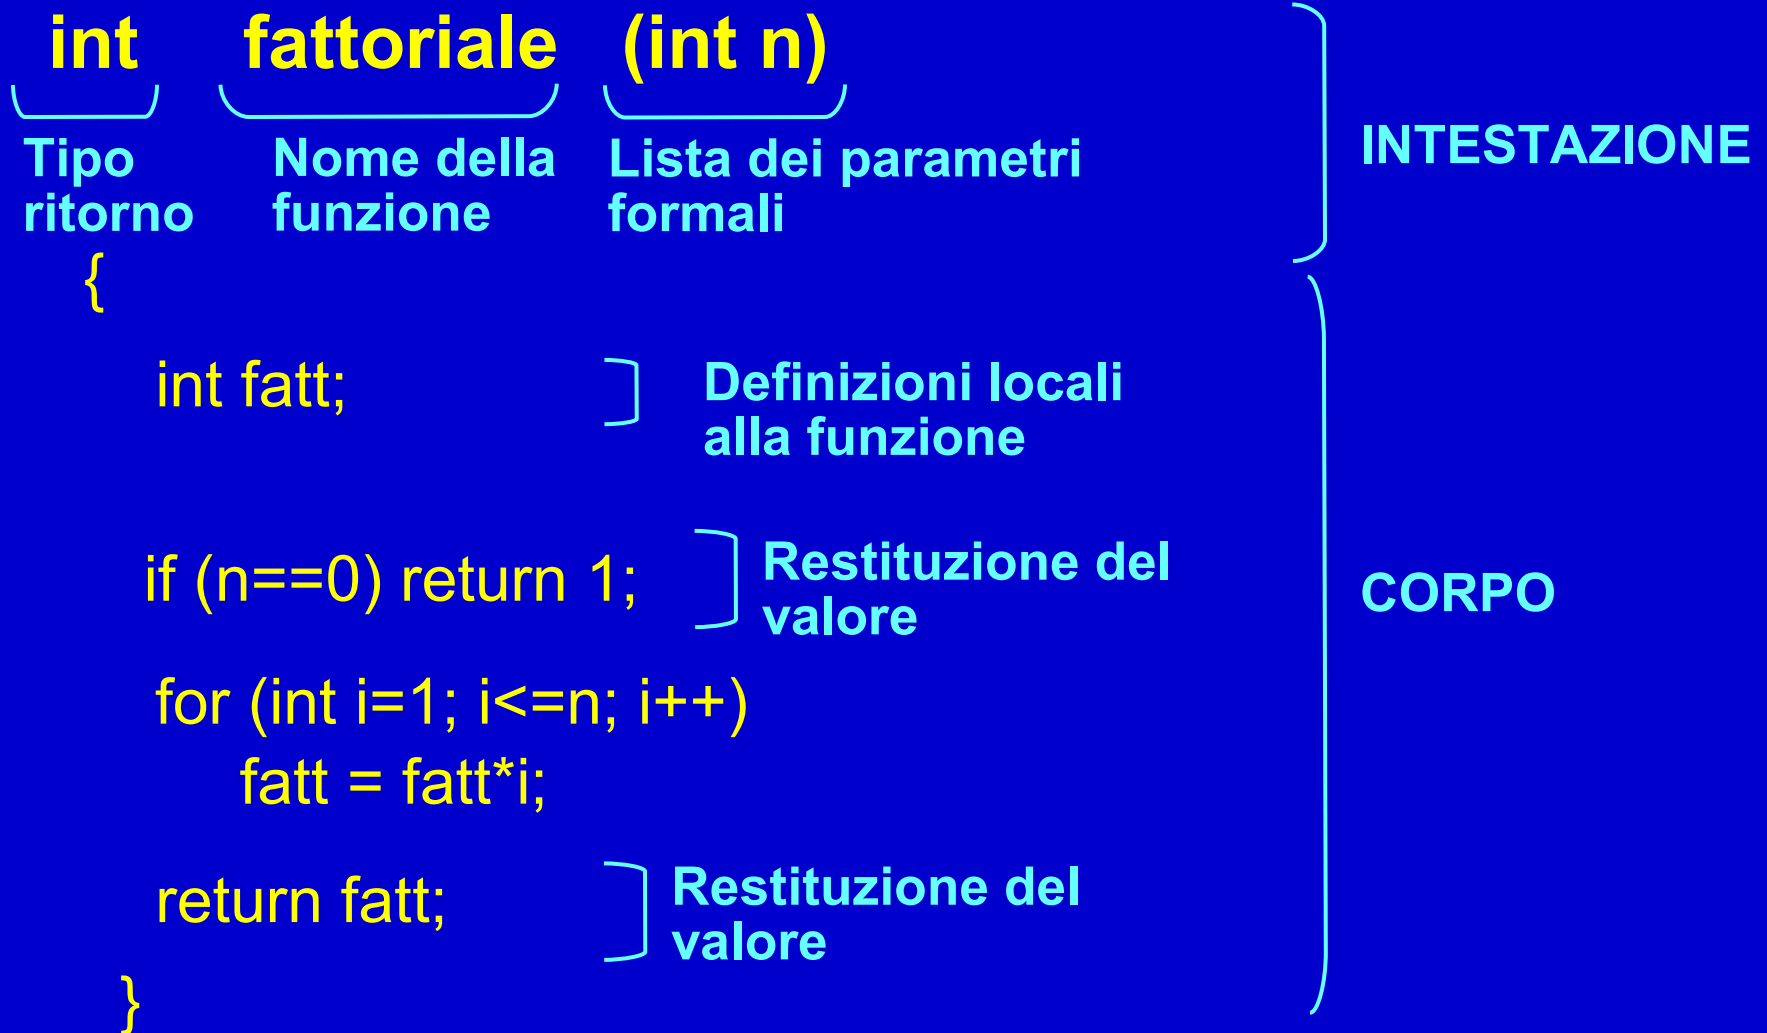 int fattoriale (int n)
Tipo
ritorno
Nome della
funzione
Lista dei parametri
formali
INTESTAZIONE
{
int fatt;
Definizioni locali
alla funzione
if (n==0) return 1;
Restituzione del
valore
CORPO
for (int i=1; i<=n; i++)
fatt = fatt*i;
return fatt;
Restituzione del
valore
}